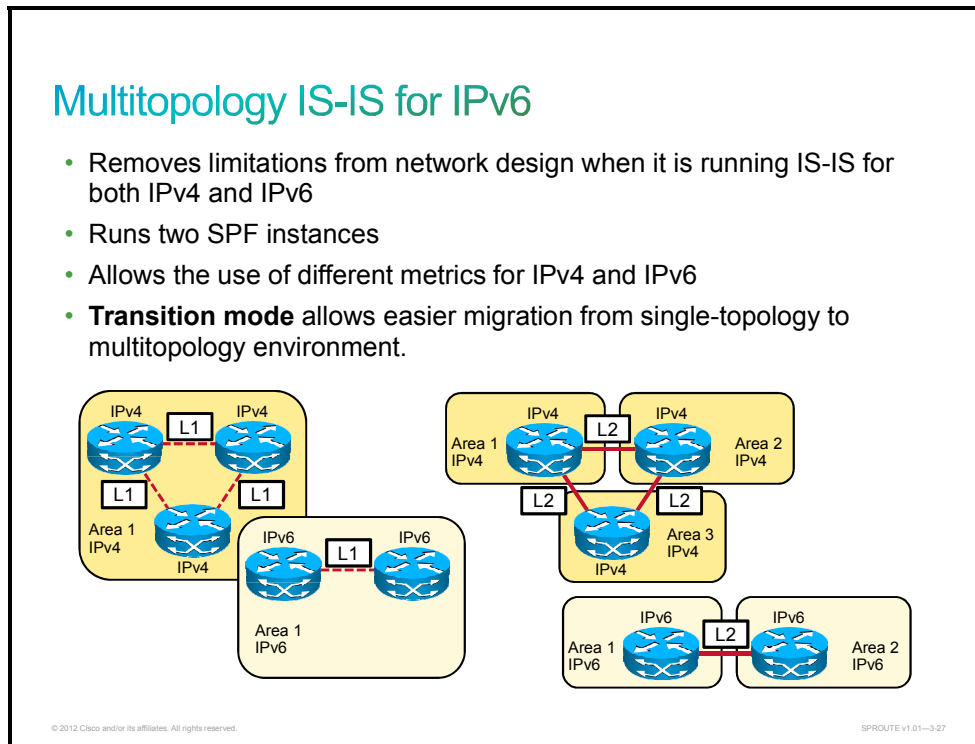 Multitopology IS-IS for IPv6
• Removes limitations from network design when it is running IS-IS for
both IPv4 and IPv6
• Runs two SPF instances
• Allows the use of different metrics for IPv4 and IPv6
• Transition mode allows easier migration from single-topology to
multitopology environment.
IPv4
IPv4
L1
L1
L1
Area 1
IPv4
IPv4
IPv6
IPv6
L1
Area 1
IPv6
IPv4
IPv4
L2
Area 1
IPv4
Area 2
IPv4
L2
L2
Area 3
IPv4
IPv4
IPv6
IPv6
L2
Area 1
IPv6
Area 2
IPv6
© 2012 Cisco and/or its affiliates. All rights reserved.
SPROUTE v1.01—3-27